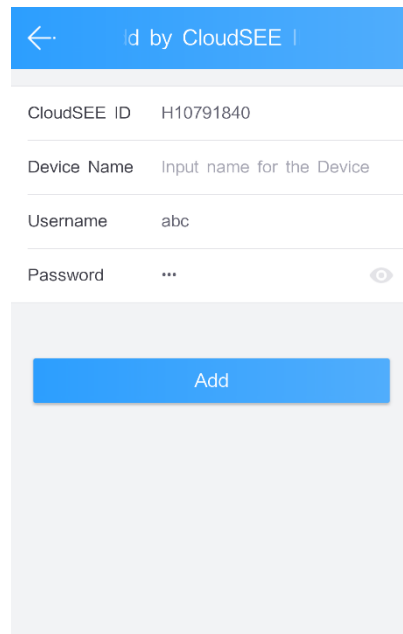 d by CloudSEE
CloudSEE ID H10791840
Device Name Input name for the Device
Username abc
Password •••
Add